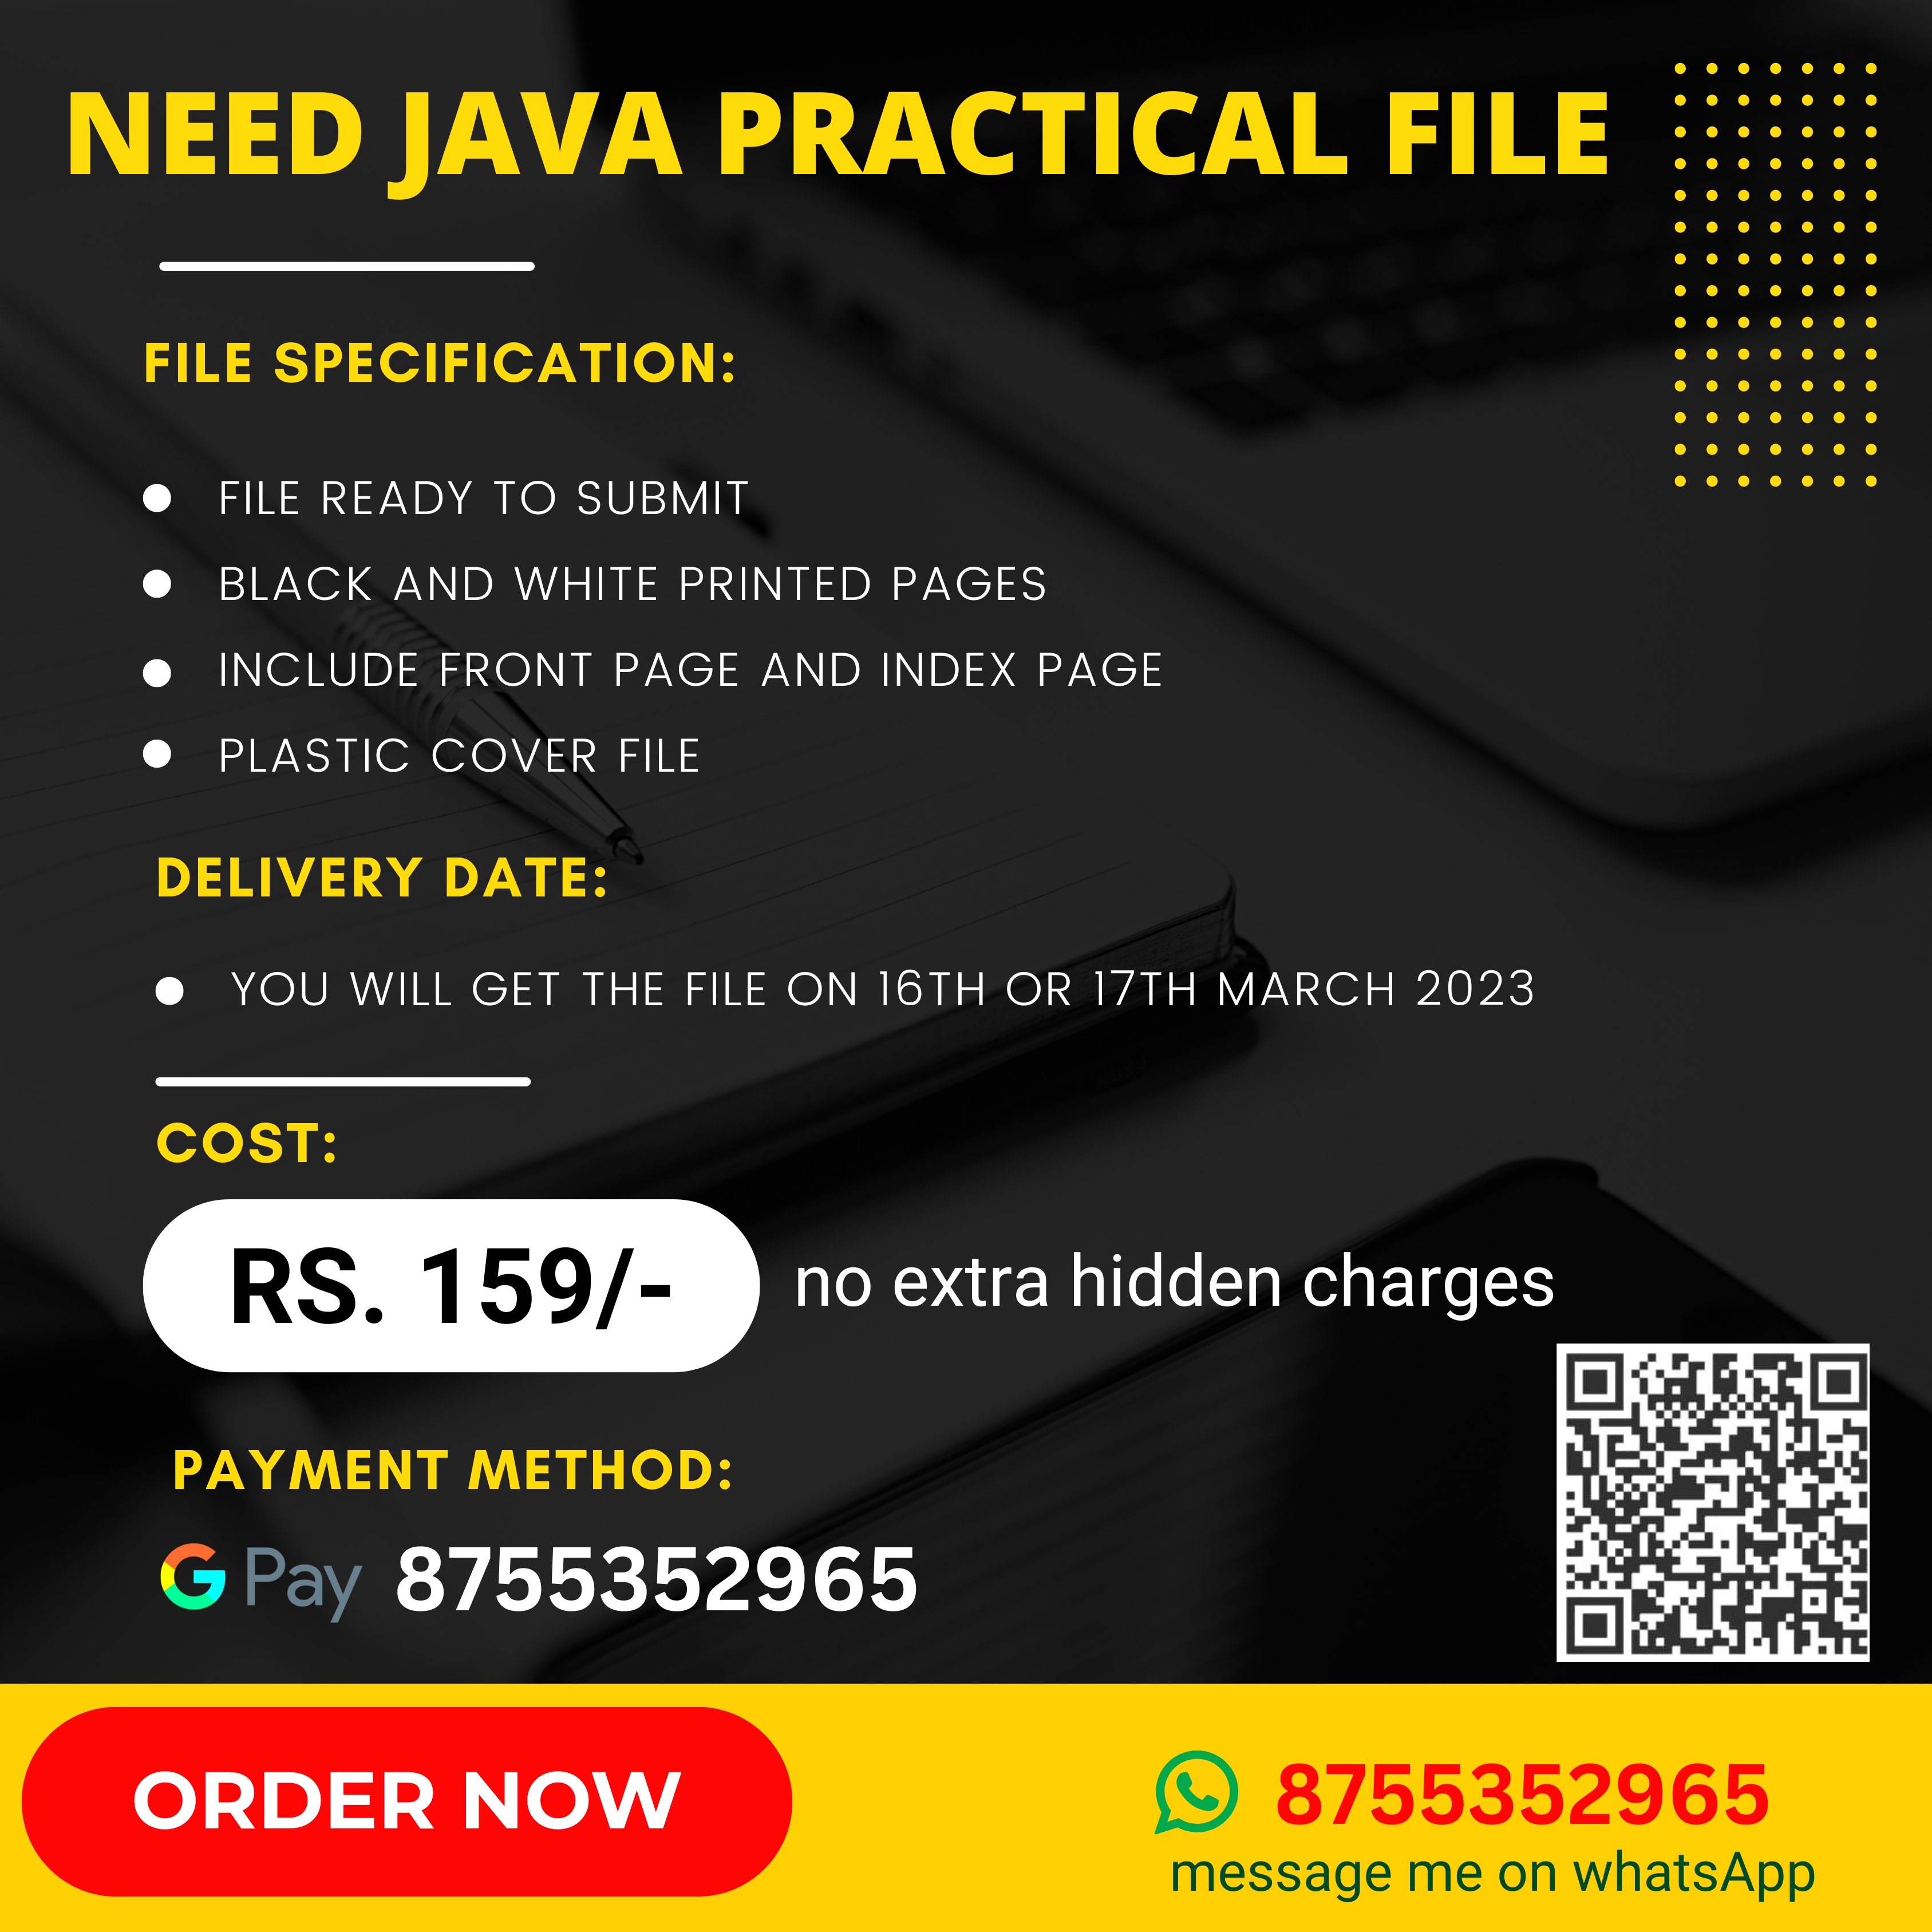 NEED JAVA PRACTICAL FILE
FILE SPECIFICATION:
FILE READY TO SUBMIT
BLACK AND WHITE PRINTED PAGES
INCLUDE FRONT PAGE AND INDEX PAGE
PLASTIC COVER FILE
DELIVERY DATE:
YOU WILL GET THE FILE ON 16TH OR 17TH MARCH 2023
COST:
RS. 159/- no extra hidden charges
PAYMENT METHOD:
G Pay 8755352965
ORDER NOW
8755352965
message me on whatsApp